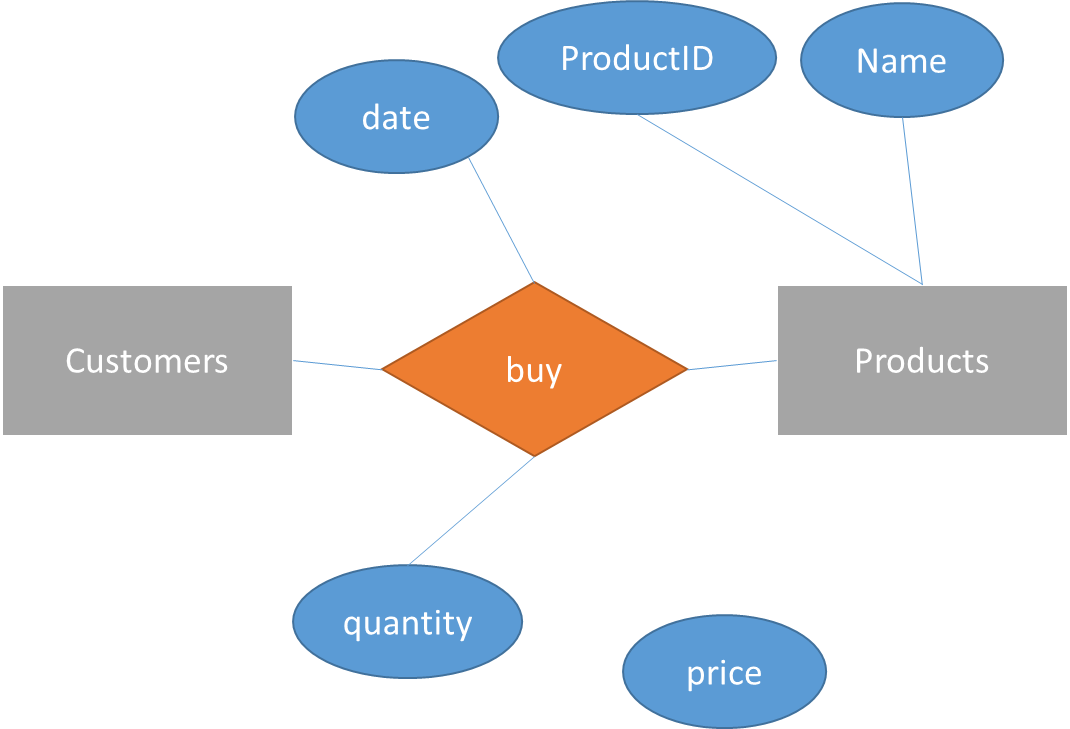 ProductID
Name
date
Customers
buy
Products
quantity
price